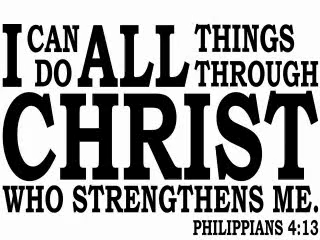 I CAN DO ALL THINGS THROUGH
CHRIST
WHO STRENGTHENS ME.
PHILIPPIANS 4:13